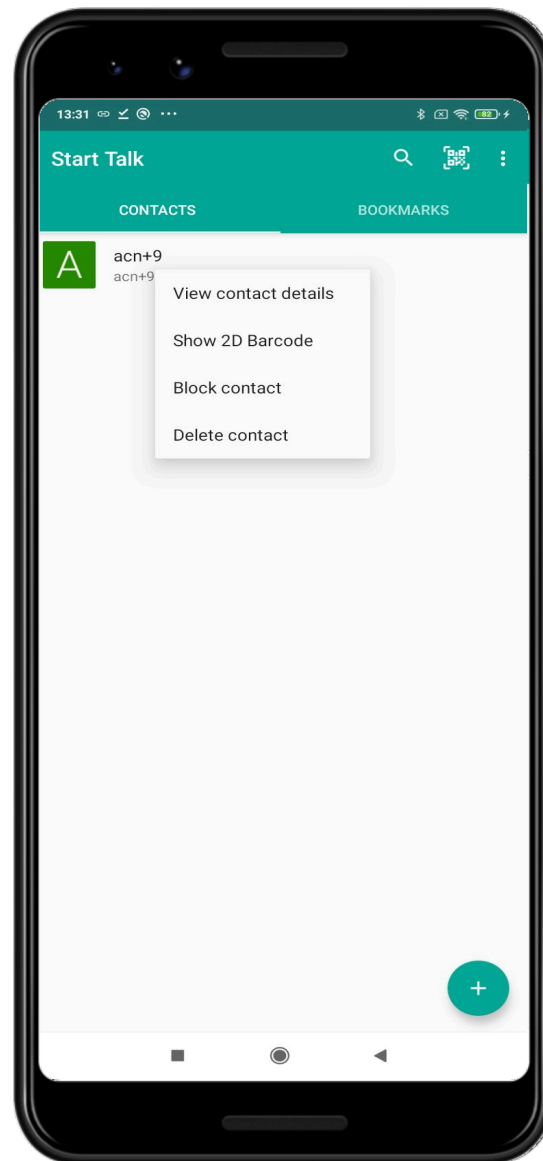 13:31 82
Start Talk
CONTACTS BOOKMARKS
A acn+9
acn+9
View contact details
Show 2D Barcode
Block contact
Delete contact
+